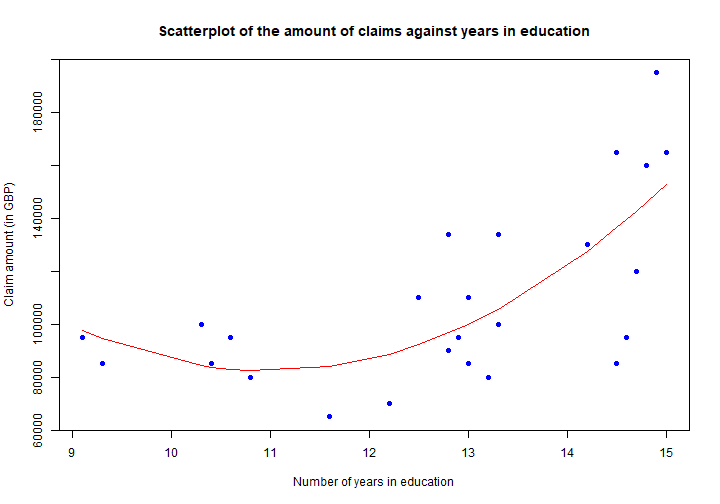 Scatterplot of the amount of claims against years in education
Claim amount (in GBP)
180000
140000
100000
80000
60000
9 10 11 12 13 14 15
Number of years in education